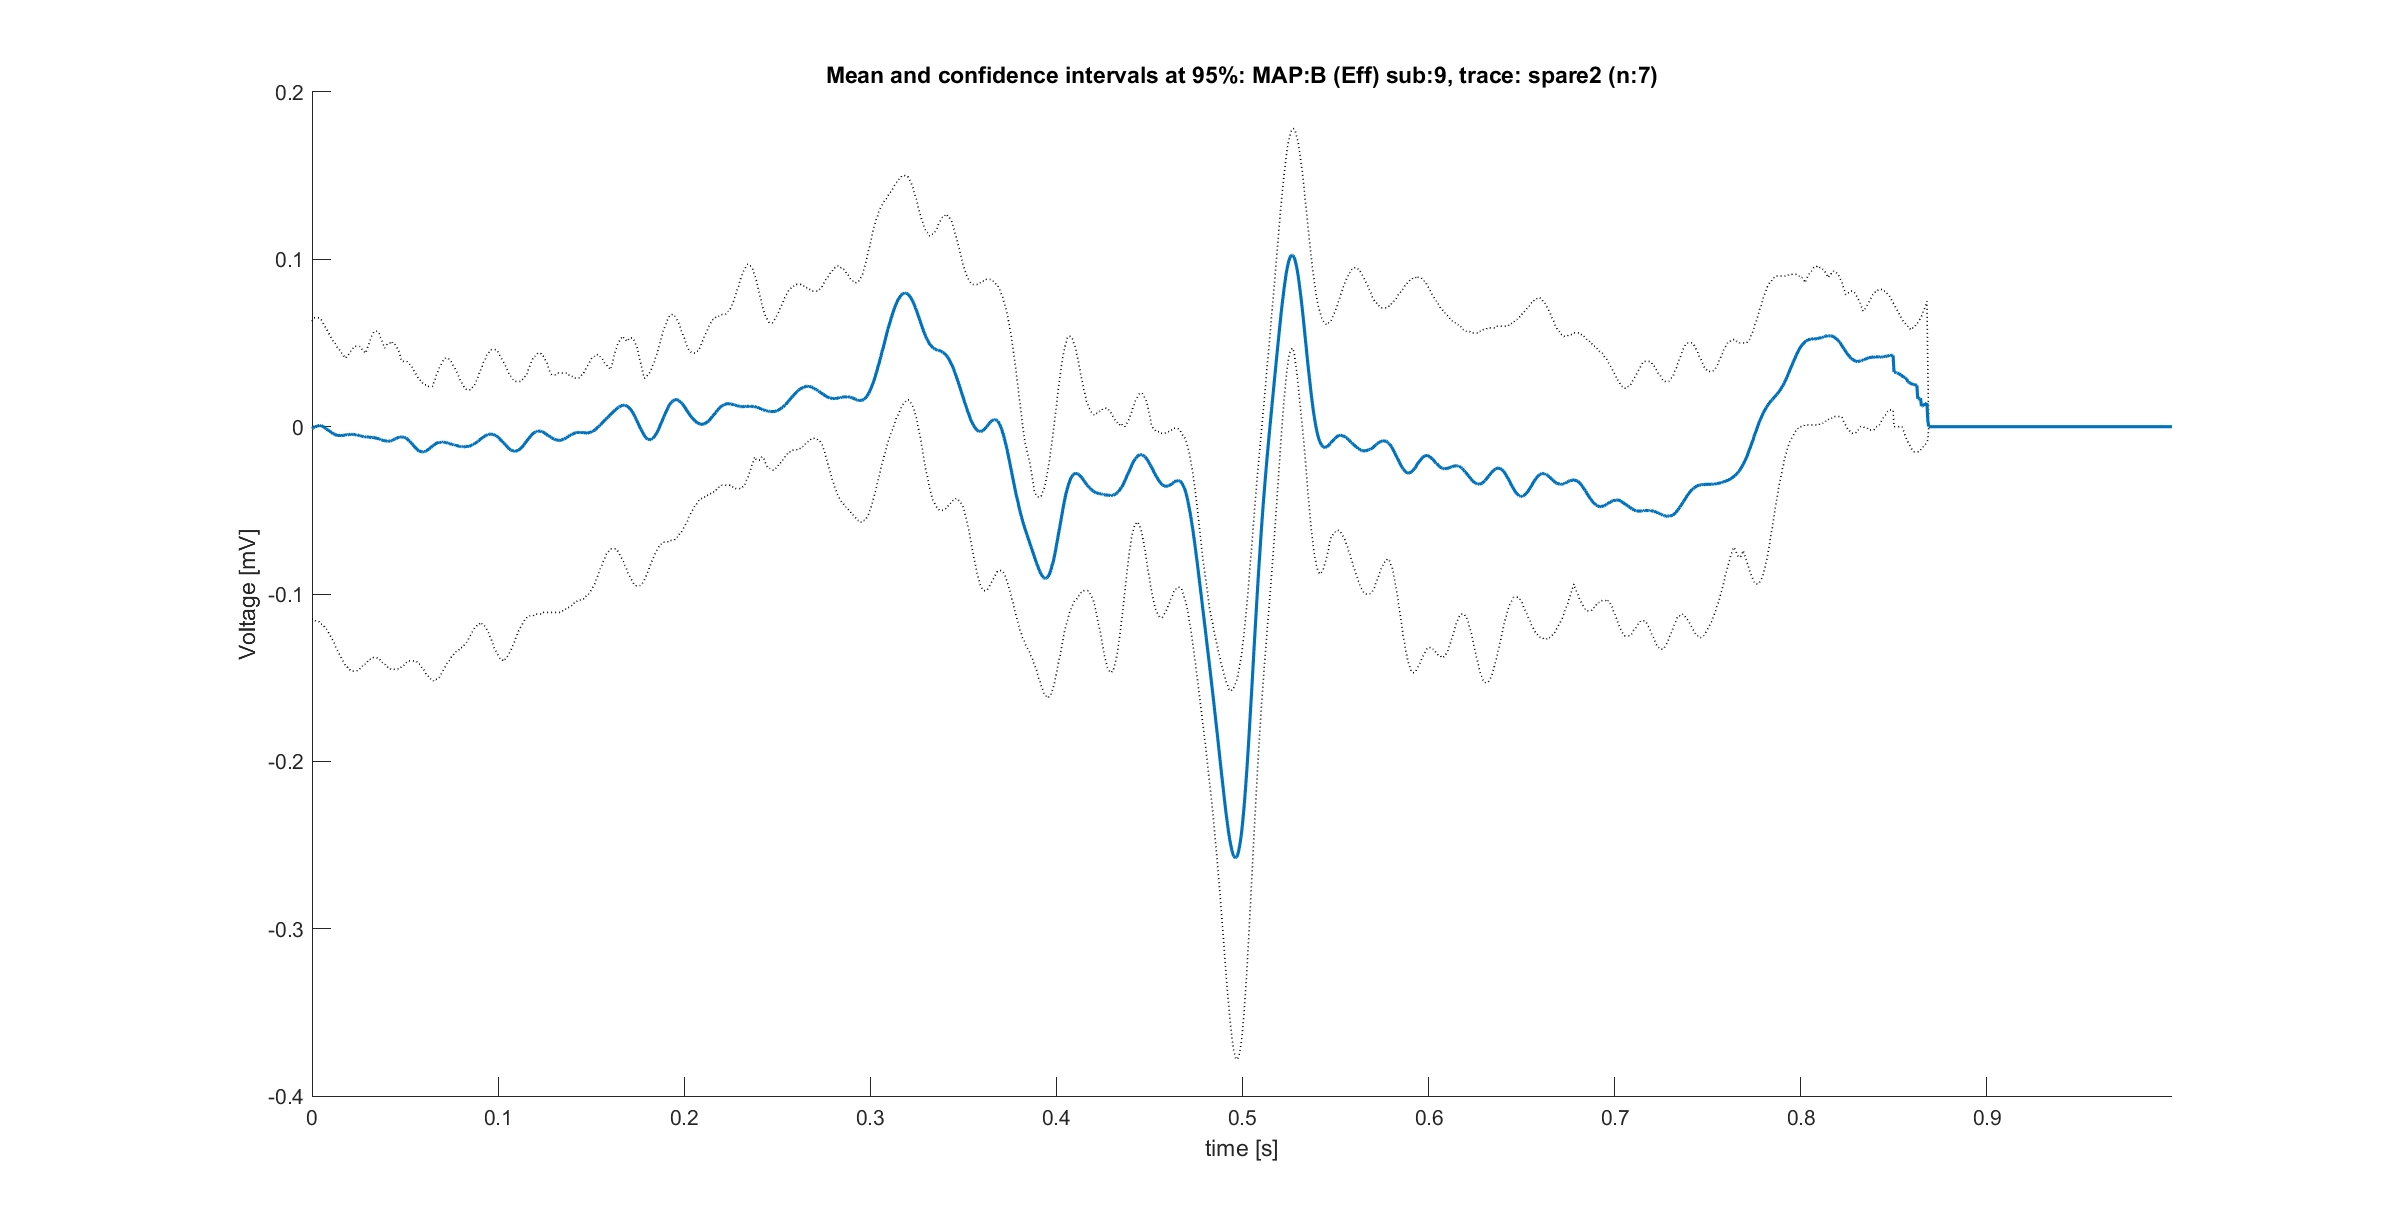 Mean and confidence intervals at 95%: MAP:B (Eff) sub:9, trace: spare2 (n:7)
0.2
0.1
0
-0.1
-0.2
-0.3
-0.4
Voltage [mV]
0 0.1 0.2 0.3 0.4 0.5 0.6 0.7 0.8 0.9
time [s]